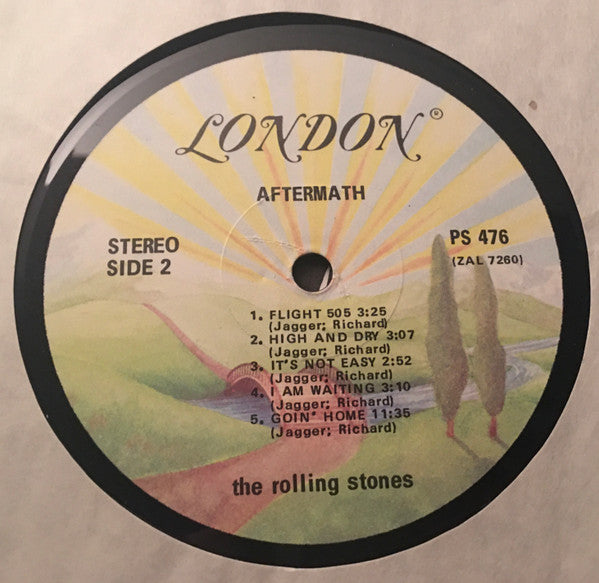 LONDON®
AFTERMATH
STEREO
SIDE 2
PS 476
(ZAL 7260)
1. FLIGHT 505 3:25
(Jagger; Richard)
2. HIGH AND DRY 3:07
(Jagger; Richard)
3. IT'S NOT EASY 2:52
(Jagger; Richard)
4. I AM WAITING 3:10
(Jagger; Richard)
5. GOIN' HOME 11:35
(Jagger; Richard)
the rolling stones